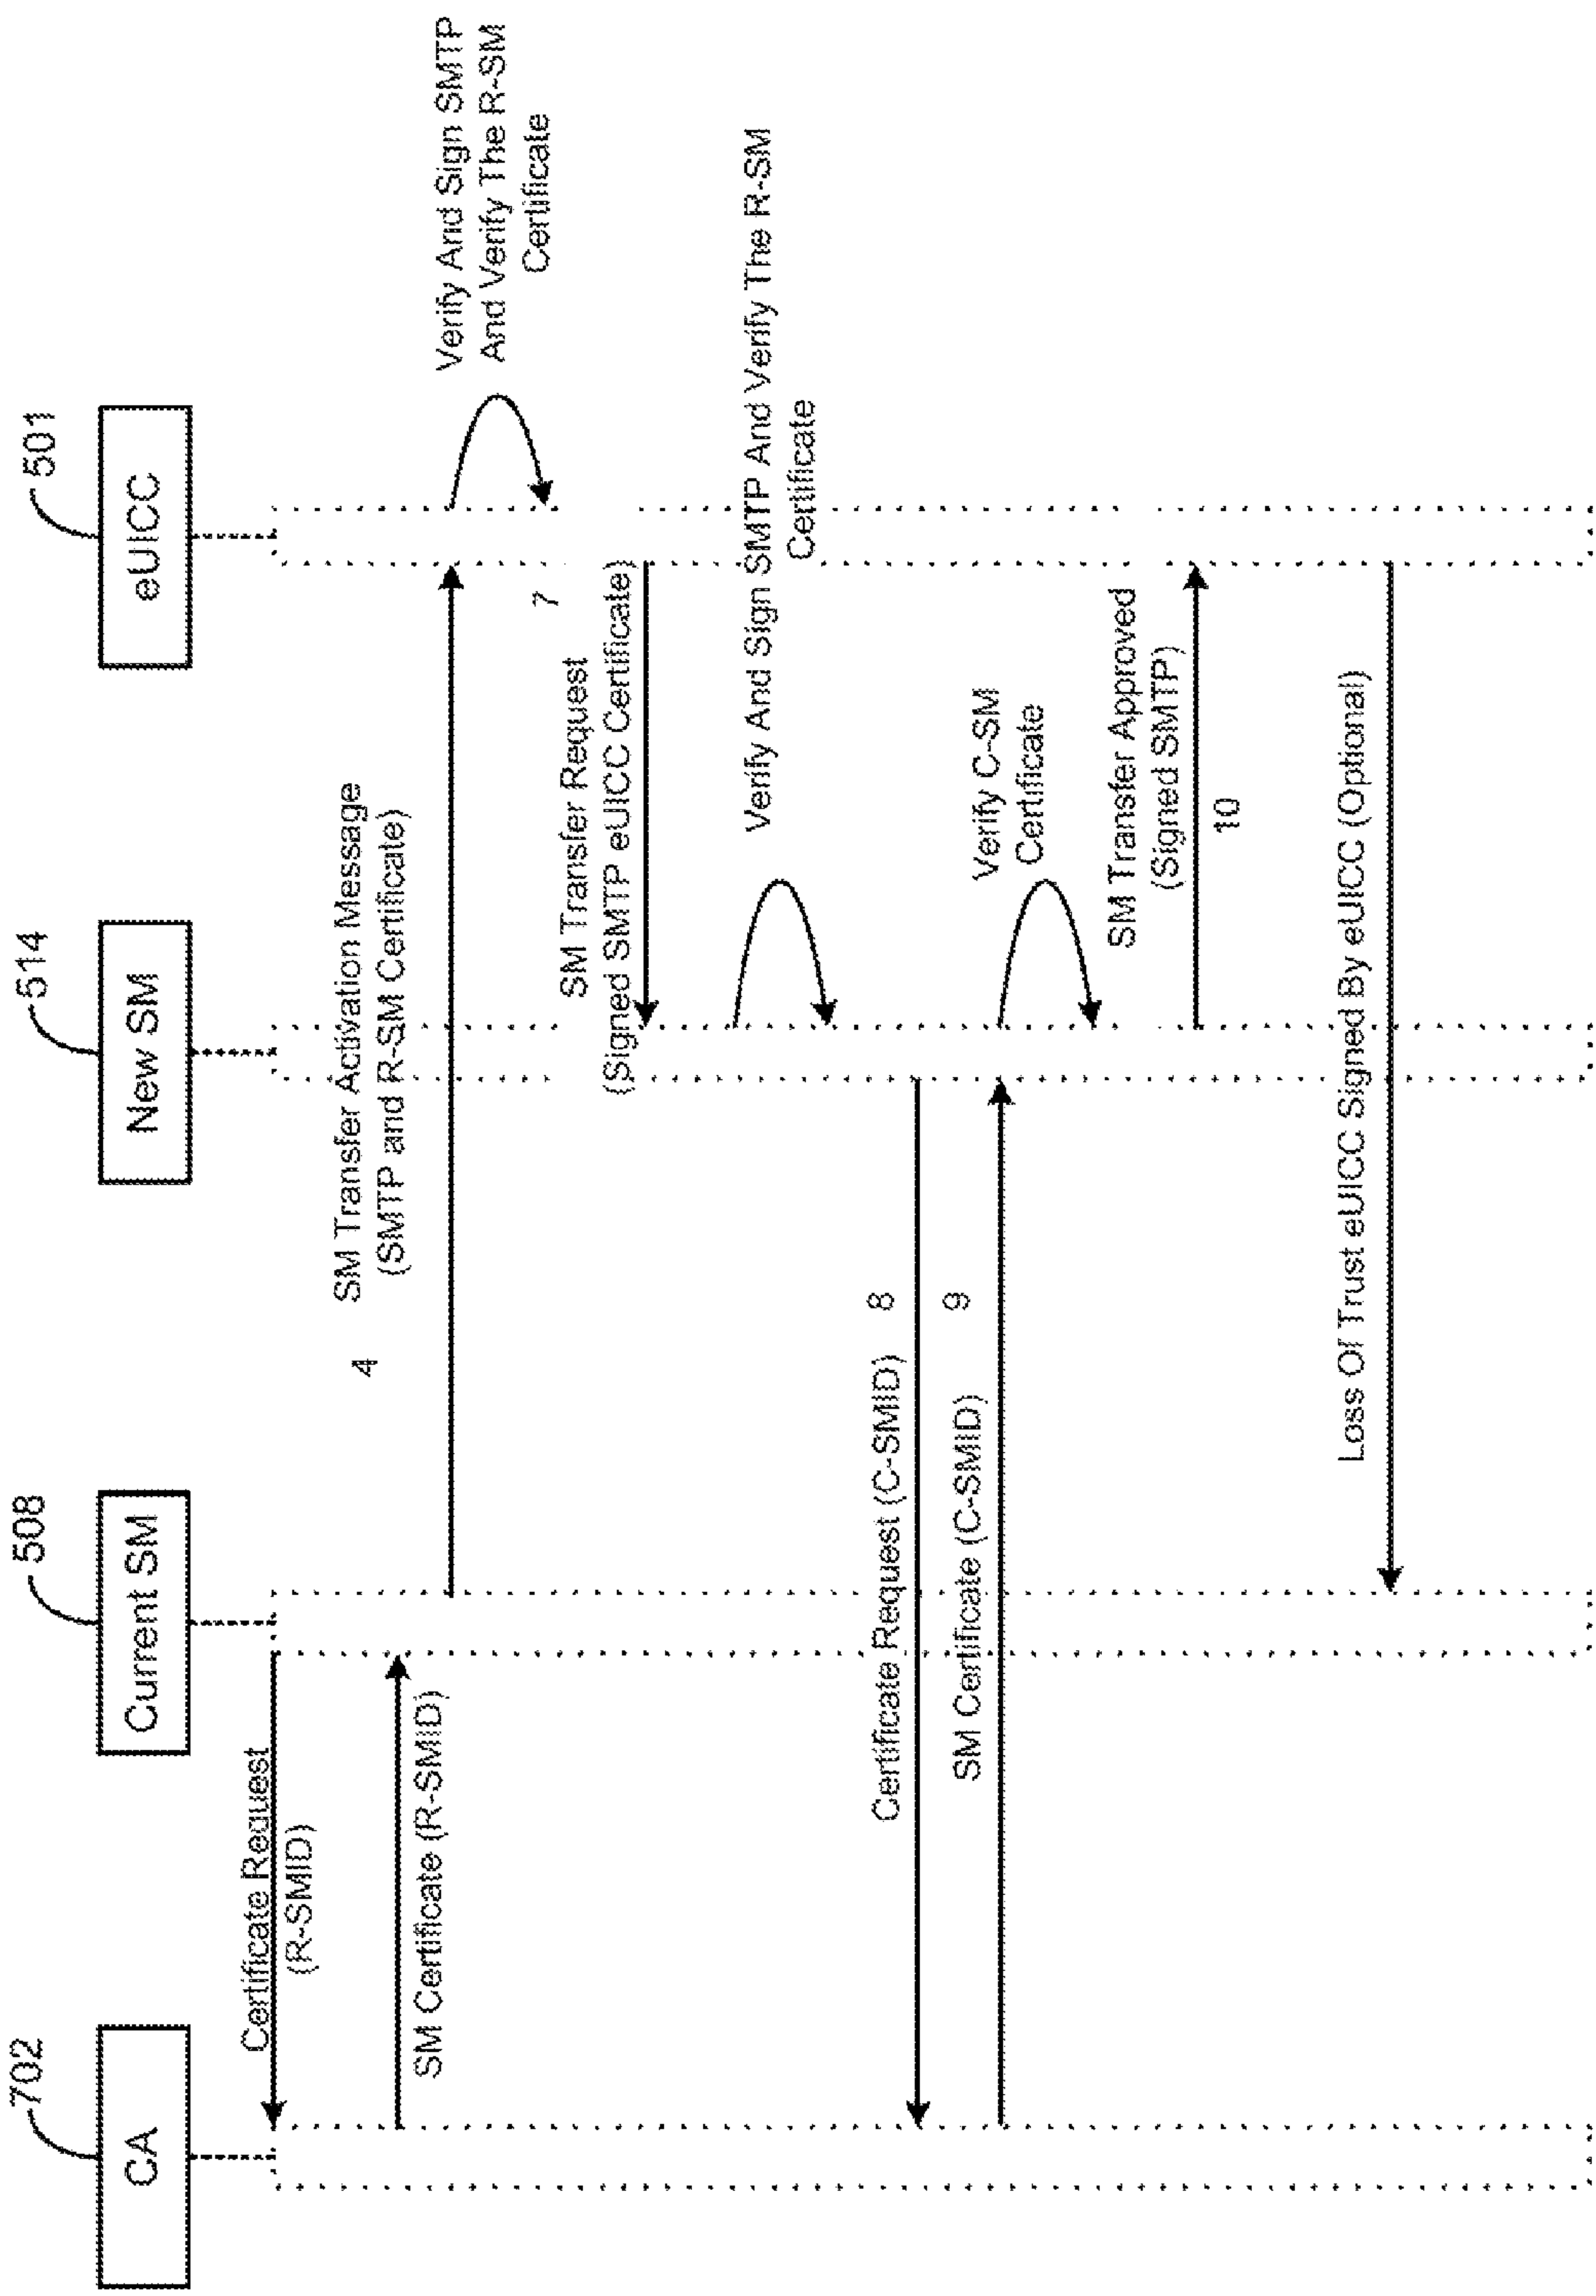 702
CA
508
Current SM
514
New SM
501
eUICC
Certificate Request
(R-SMID)
SM Certificate (R-SMID)
4
SM Transfer Activation Message
(SMTP and R-SM Certificate)
Verify And Sign SMTP
And Verify The R-SM
Certificate
7
SM Transfer Request
(Signed SMTP eUICC Certificate)
Verify And Sign SMTP And Verify The R-SM
Certificate
Certificate Request (C-SMID)
8
9
SM Certificate (C-SMID)
Verify C-SM
Certificate
SM Transfer Approved
(Signed SMTP)
10
Loss Of Trust eUICC Signed By eUICC (Optional)